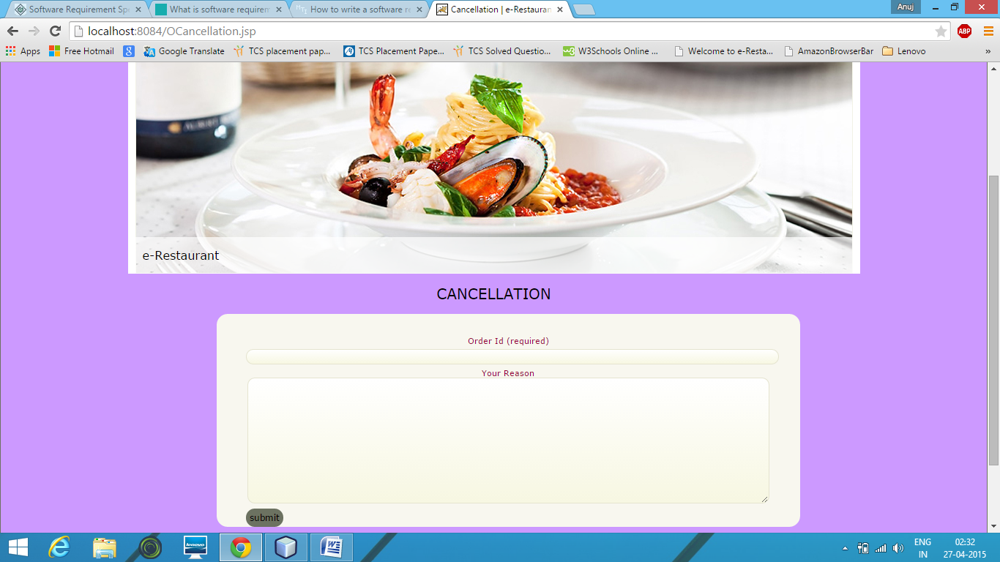 Software Requirement Spe
What is software requirem
How to write a software re
Cancellation | e-Restauran
Anuj
localhost:8084/OCancellation.jsp
ABP
Apps
Free Hotmail
Google Translate
TCS placement pap...
TCS Placement Pape...
TCS Solved Questio...
W3Schools Online ...
Welcome to e-Resta...
AmazonBrowserBar
Lenovo
»
e-Restaurant
CANCELLATION
Order Id (required)
Your Reason
submit
lenovo
ENG
IN
02:32
27-04-2015